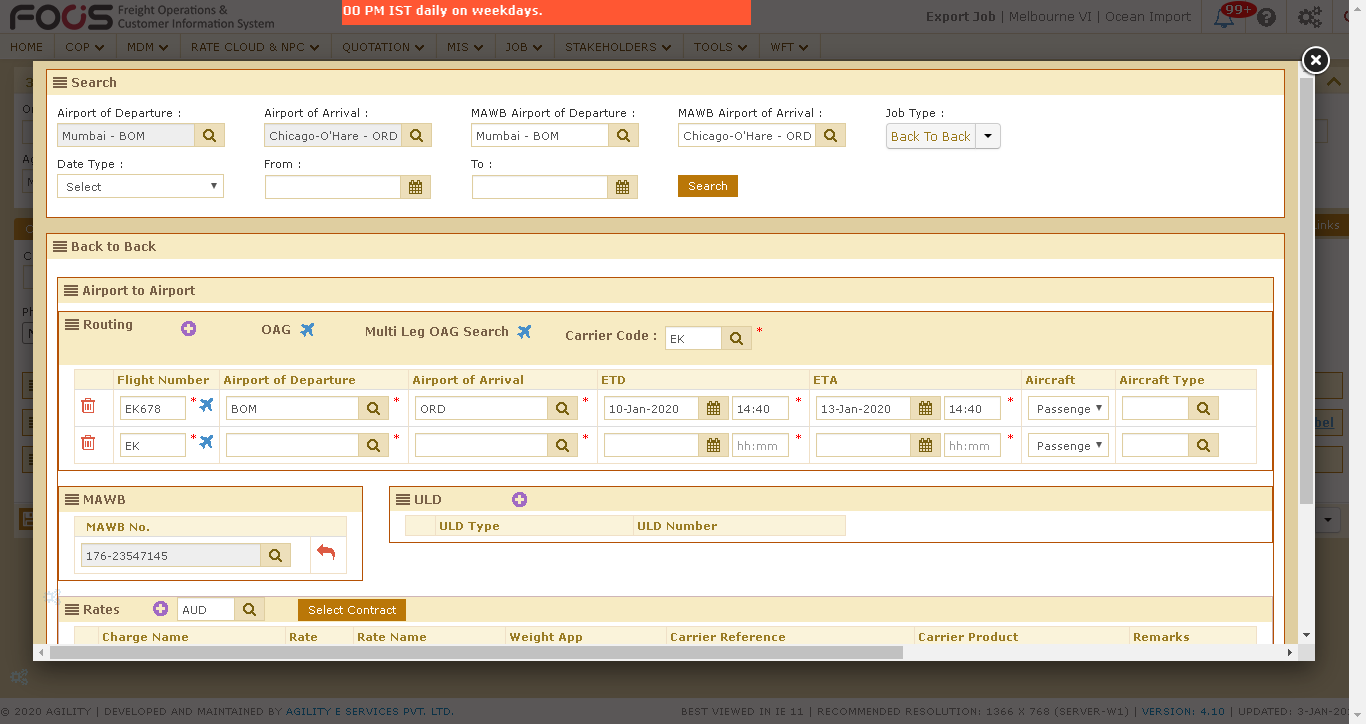 FOCUS Freight Operations & Customer Information System
00 PM IST daily on weekdays.
Export Job | Melbourne VI | Ocean Import
99+
HOME COP MDM RATE CLOUD & NPC QUOTATION MIS JOB STAKEHOLDERS TOOLS WFT
Search
Airport of Departure : Airport of Arrival : MAWB Airport of Departure : MAWB Airport of Arrival : Job Type :
Mumbai - BOM Chicago-O'Hare - ORD Mumbai - BOM Chicago-O'Hare - ORD Back To Back
Date Type : From : To :
Select Search
Back to Back
Airport to Airport
Routing OAG Multi Leg OAG Search Carrier Code : EK *
Flight Number Airport of Departure Airport of Arrival ETD ETA Aircraft Aircraft Type
EK678 * BOM * ORD * 10-Jan-2020 14:40 * 13-Jan-2020 14:40 * Passenge
EK * * * hh:mm * hh:mm * Passenge
MAWB ULD
MAWB No. ULD Type ULD Number
176-23547145
Rates AUD Select Contract
Charge Name Rate Rate Name Weight App Carrier Reference Carrier Product Remarks
© 2020 AGILITY | DEVELOPED AND MAINTAINED BY AGILITY E SERVICES PVT. LTD. BEST VIEWED IN IE 11 | RECOMMENDED RESOLUTION: 1366 X 768 (SERVER-W1) | VERSION: 4.10 | UPDATED: 3-JAN-20